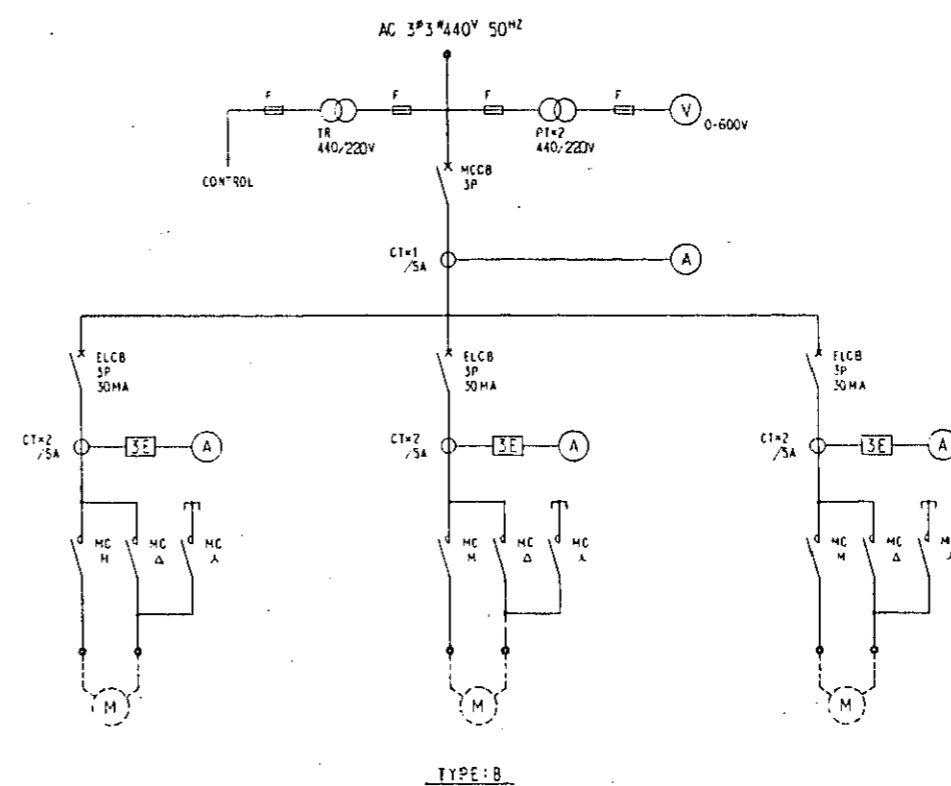 AC 3ø3W440V 50HZ
F
F
F
F
TR
440/220V
PT×2
440/220V
V
0-600V
CONTROL
MCCB
3P
CT×1
/5A
A
ELCB
3P
30MA
ELCB
3P
30MA
ELCB
3P
30MA
CT×2
/5A
3E
A
CT×2
/5A
3E
A
CT×2
/5A
3E
A
MC
M
MC
Δ
MC
⅄
MC
M
MC
Δ
MC
⅄
MC
M
MC
Δ
M
M
M
TYPE:B